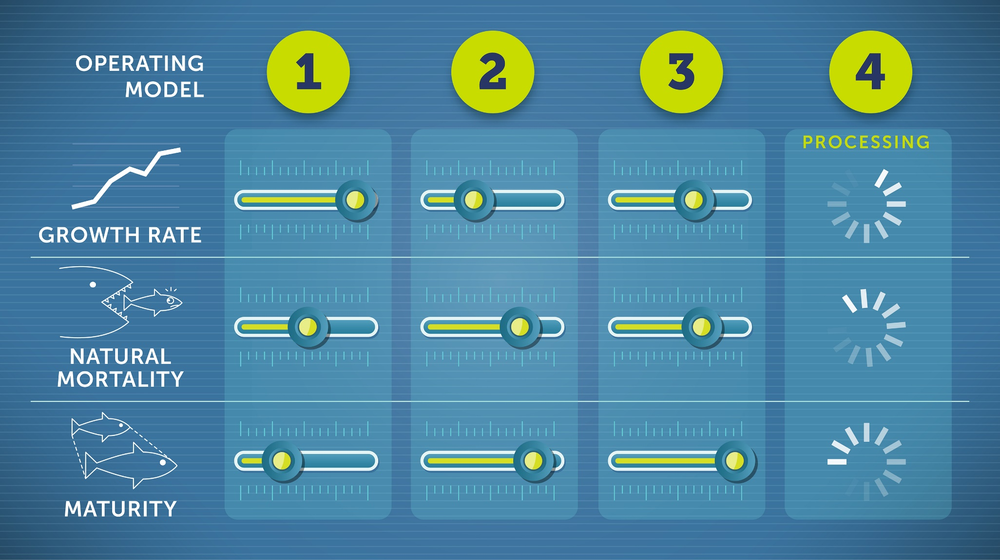 OPERATING
MODEL
1
2
3
4
PROCESSING
GROWTH RATE
NATURAL
MORTALITY
MATURITY